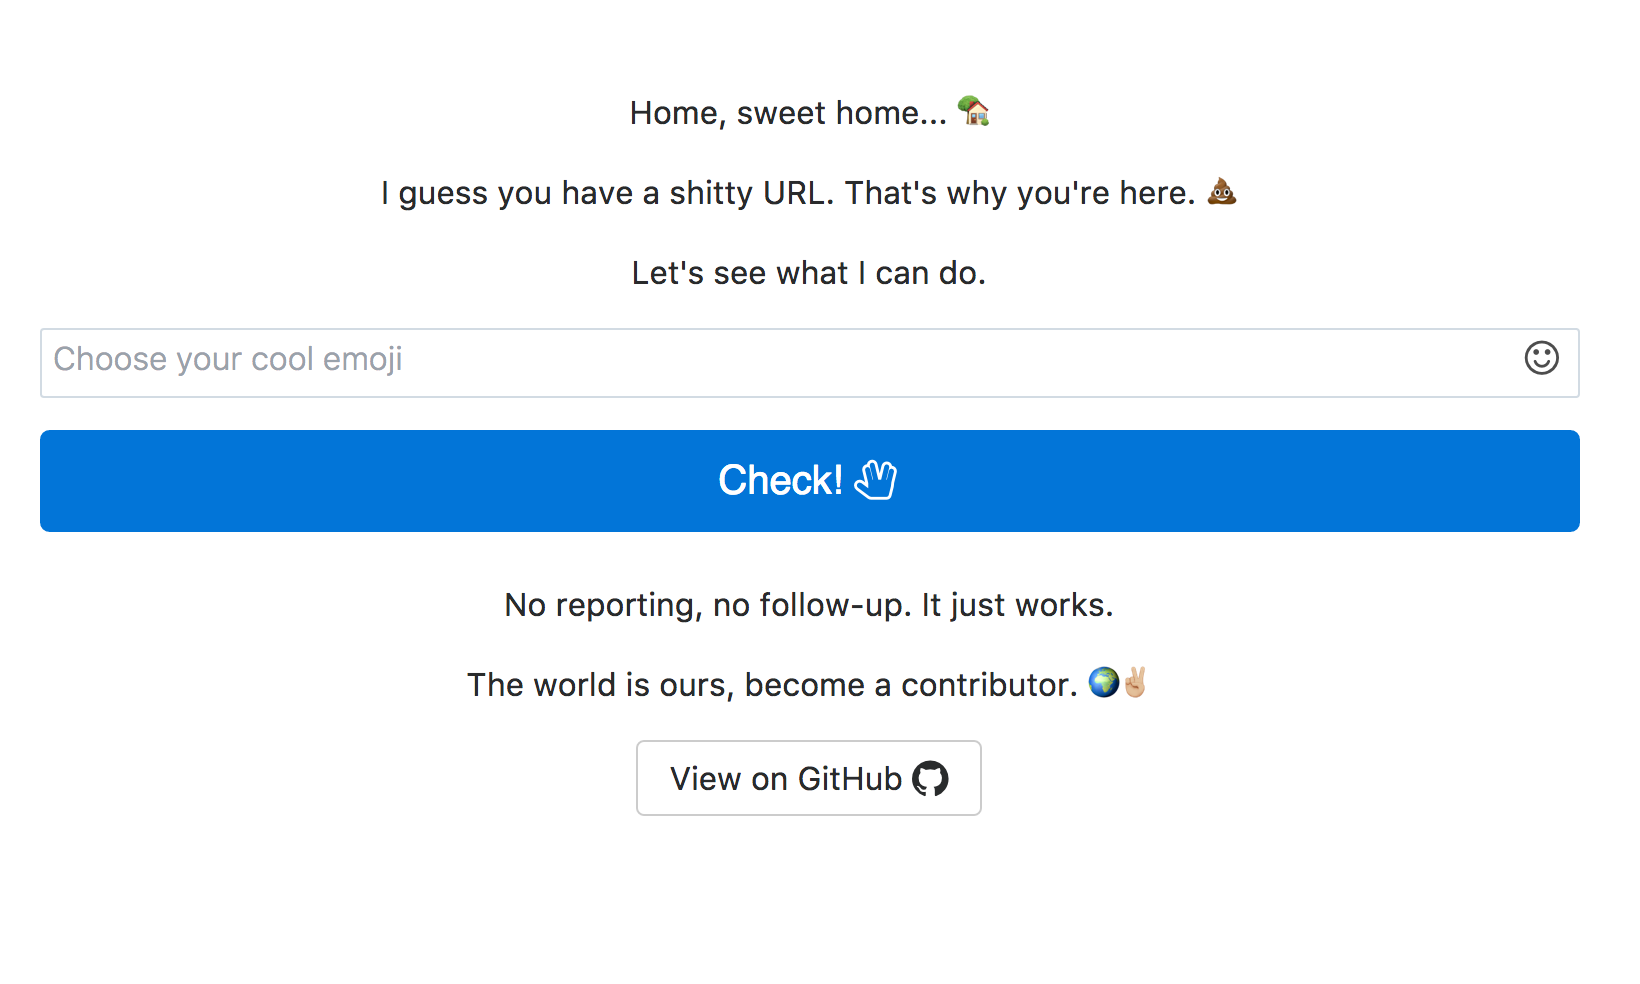 Home, sweet home... 🏡
I guess you have a shitty URL. That's why you're here. 💩
Let's see what I can do.
Choose your cool emoji
Check!
No reporting, no follow-up. It just works.
The world is ours, become a contributor. 🌍✌🏼
View on GitHub